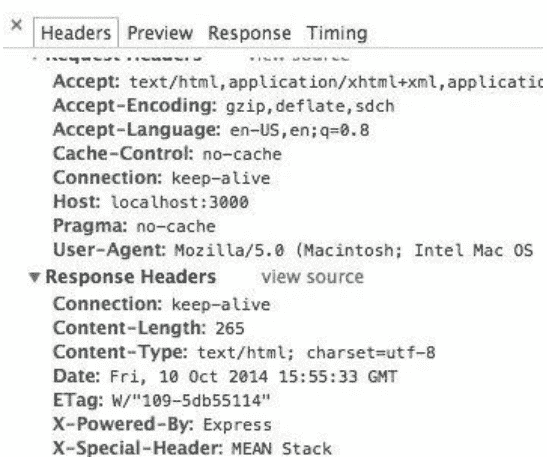 × Headers Preview Response Timing
Request Headers view source
Accept: text/html,application/xhtml+xml,applicatio
Accept-Encoding: gzip,deflate,sdch
Accept-Language: en-US,en;q=0.8
Cache-Control: no-cache
Connection: keep-alive
Host: localhost:3000
Pragma: no-cache
User-Agent: Mozilla/5.0 (Macintosh; Intel Mac OS
▼ Response Headers view source
Connection: keep-alive
Content-Length: 265
Content-Type: text/html; charset=utf-8
Date: Fri, 10 Oct 2014 15:55:33 GMT
ETag: W/"109-5db55114"
X-Powered-By: Express
X-Special-Header: MEAN Stack